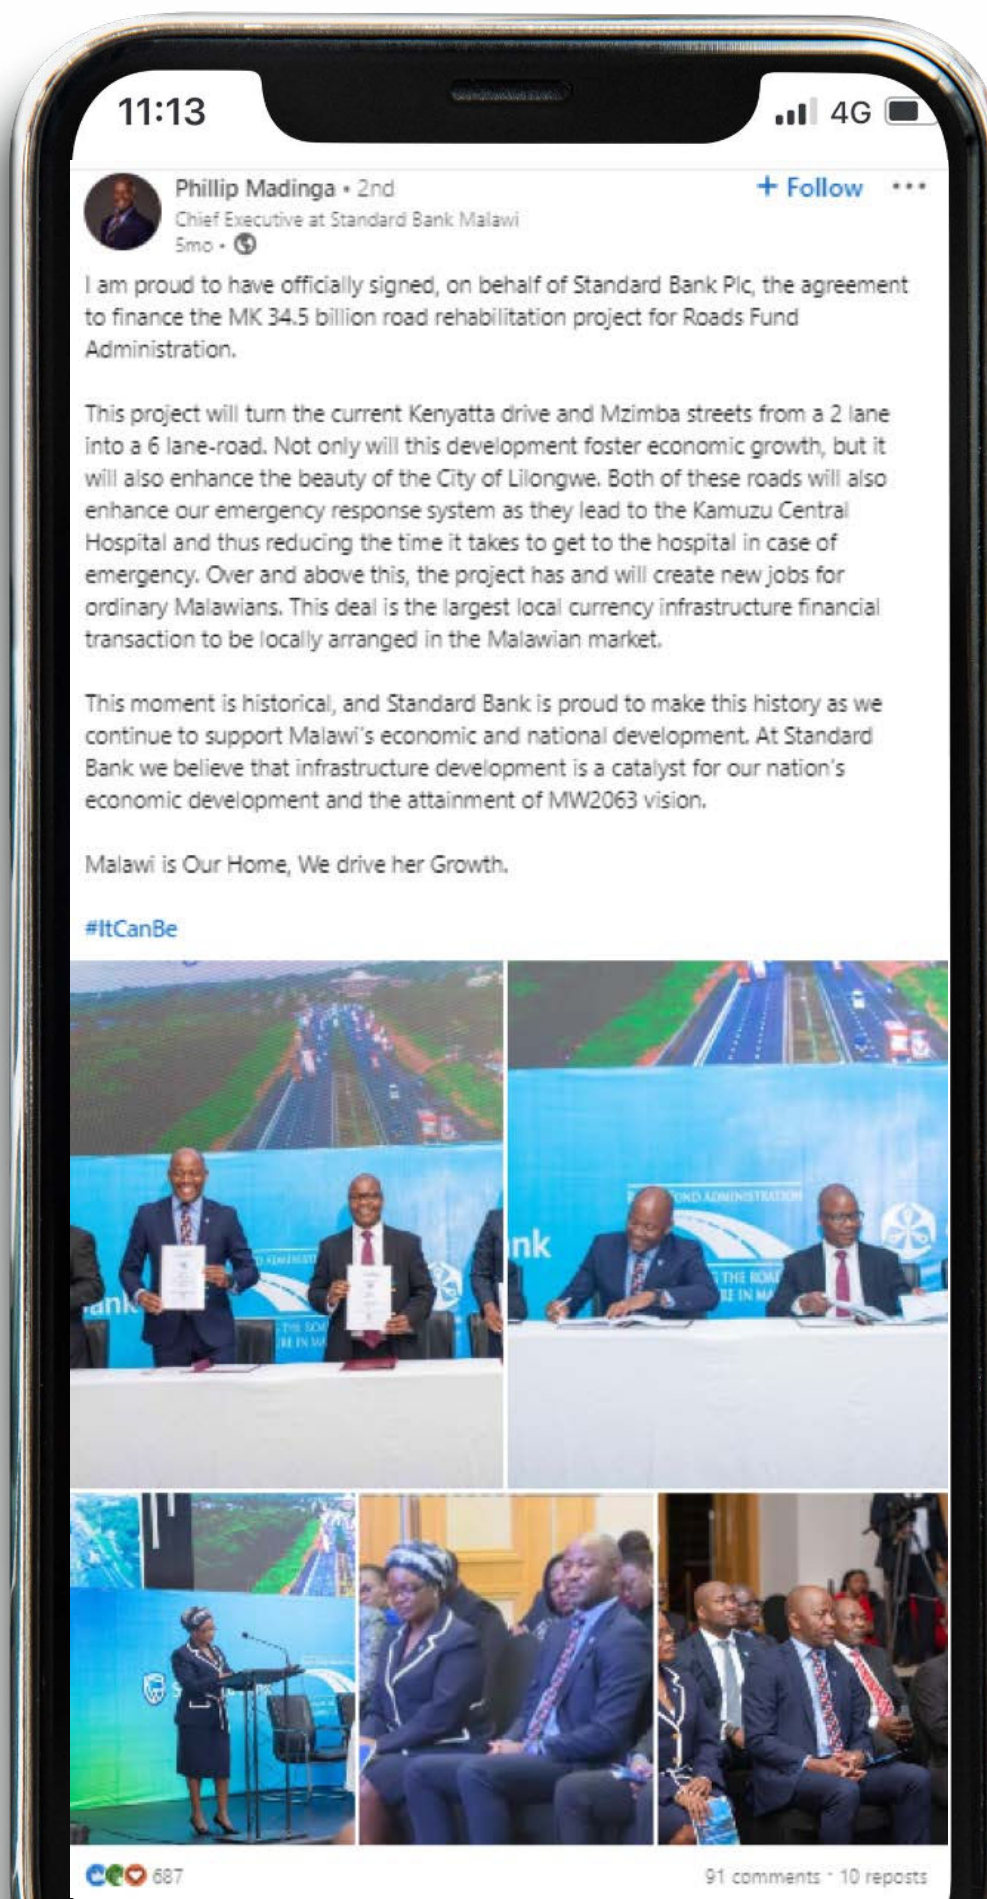 11:13
4G
Phillip Madinga • 2nd
+ Follow
Chief Executive at Standard Bank Malawi
5mo •
I am proud to have officially signed, on behalf of Standard Bank Plc, the agreement
to finance the MK 34.5 billion road rehabilitation project for Roads Fund
Administration.
This project will turn the current Kenyatta drive and Mzimba streets from a 2 lane
into a 6 lane-road. Not only will this development foster economic growth, but it
will also enhance the beauty of the City of Lilongwe. Both of these roads will also
enhance our emergency response system as they lead to the Kamuzu Central
Hospital and thus reducing the time it takes to get to the hospital in case of
emergency. Over and above this, the project has and will create new jobs for
ordinary Malawians. This deal is the largest local currency infrastructure financial
transaction to be locally arranged in the Malawian market.
This moment is historical, and Standard Bank is proud to make this history as we
continue to support Malawi's economic and national development. At Standard
Bank we believe that infrastructure development is a catalyst for our nation's
economic development and the attainment of MW2063 vision.
Malawi is Our Home, We drive her Growth.
#ItCanBe
ank
nk
OND ADMINISTRATION
THE ROA
RE IN MA
687
91 comments · 10 reposts